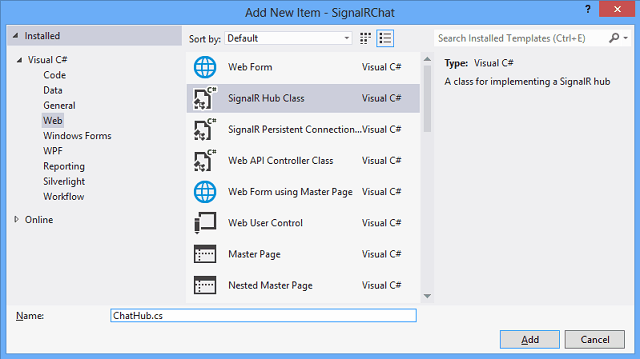 Add New Item - SignalRChat
? ×
Installed
Sort by: Default
Search Installed Templates (Ctrl+E)
Visual C#
Code
Data
General
Web
Windows Forms
WPF
Reporting
Silverlight
Workflow
Online
Web Form Visual C#
C# SignalR Hub Class Visual C#
C# SignalR Persistent Connection... Visual C#
C# Web API Controller Class Visual C#
Web Form using Master Page Visual C#
Web User Control Visual C#
Master Page Visual C#
Nested Master Page Visual C#
Type: Visual C#
A class for implementing a SignalR hub
Name: ChatHub.cs
Add Cancel